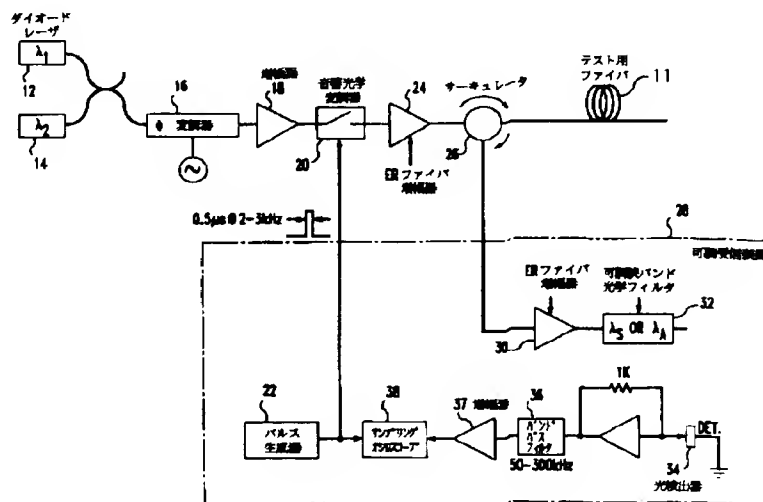 ダイオード
レーザ
λ1
12
λ2
14
16
Φ 変調器
増幅器
18
音響光学
変調器
20
24
ERファイバ
増幅器
サーキュレータ
26
テスト用
ファイバ
11
0.5μs@2-3kHz
28
可調受信装置
ERファイバ
増幅器
30
可調狭バンド
光学フィルタ
λS OR λA
32
22
パルス
生成器
38
サンプリング
オシロスコープ
37 増幅器
36
バンド
パス
フィルタ
50-300kHz
1K
DET.
34
光検出器